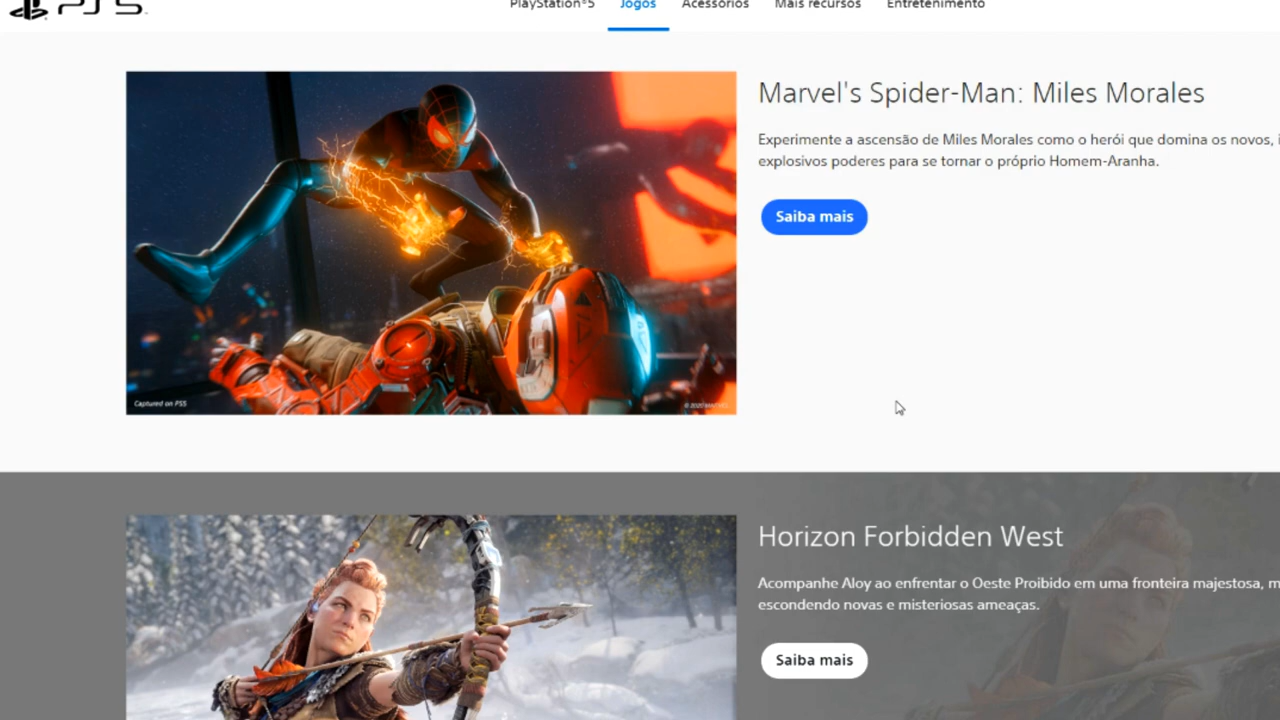 PS5
PlayStation®5 Jogos Acessórios Mais recursos Entretenimento
Marvel's Spider-Man: Miles Morales
Experimente a ascensão de Miles Morales como o herói que domina os novos,
explosivos poderes para se tornar o próprio Homem-Aranha.
Saiba mais
Captured on PS5
© 2020 MARVEL
Horizon Forbidden West
Acompanhe Aloy ao enfrentar o Oeste Proibido em uma fronteira majestosa,
escondendo novas e misteriosas ameaças.
Saiba mais